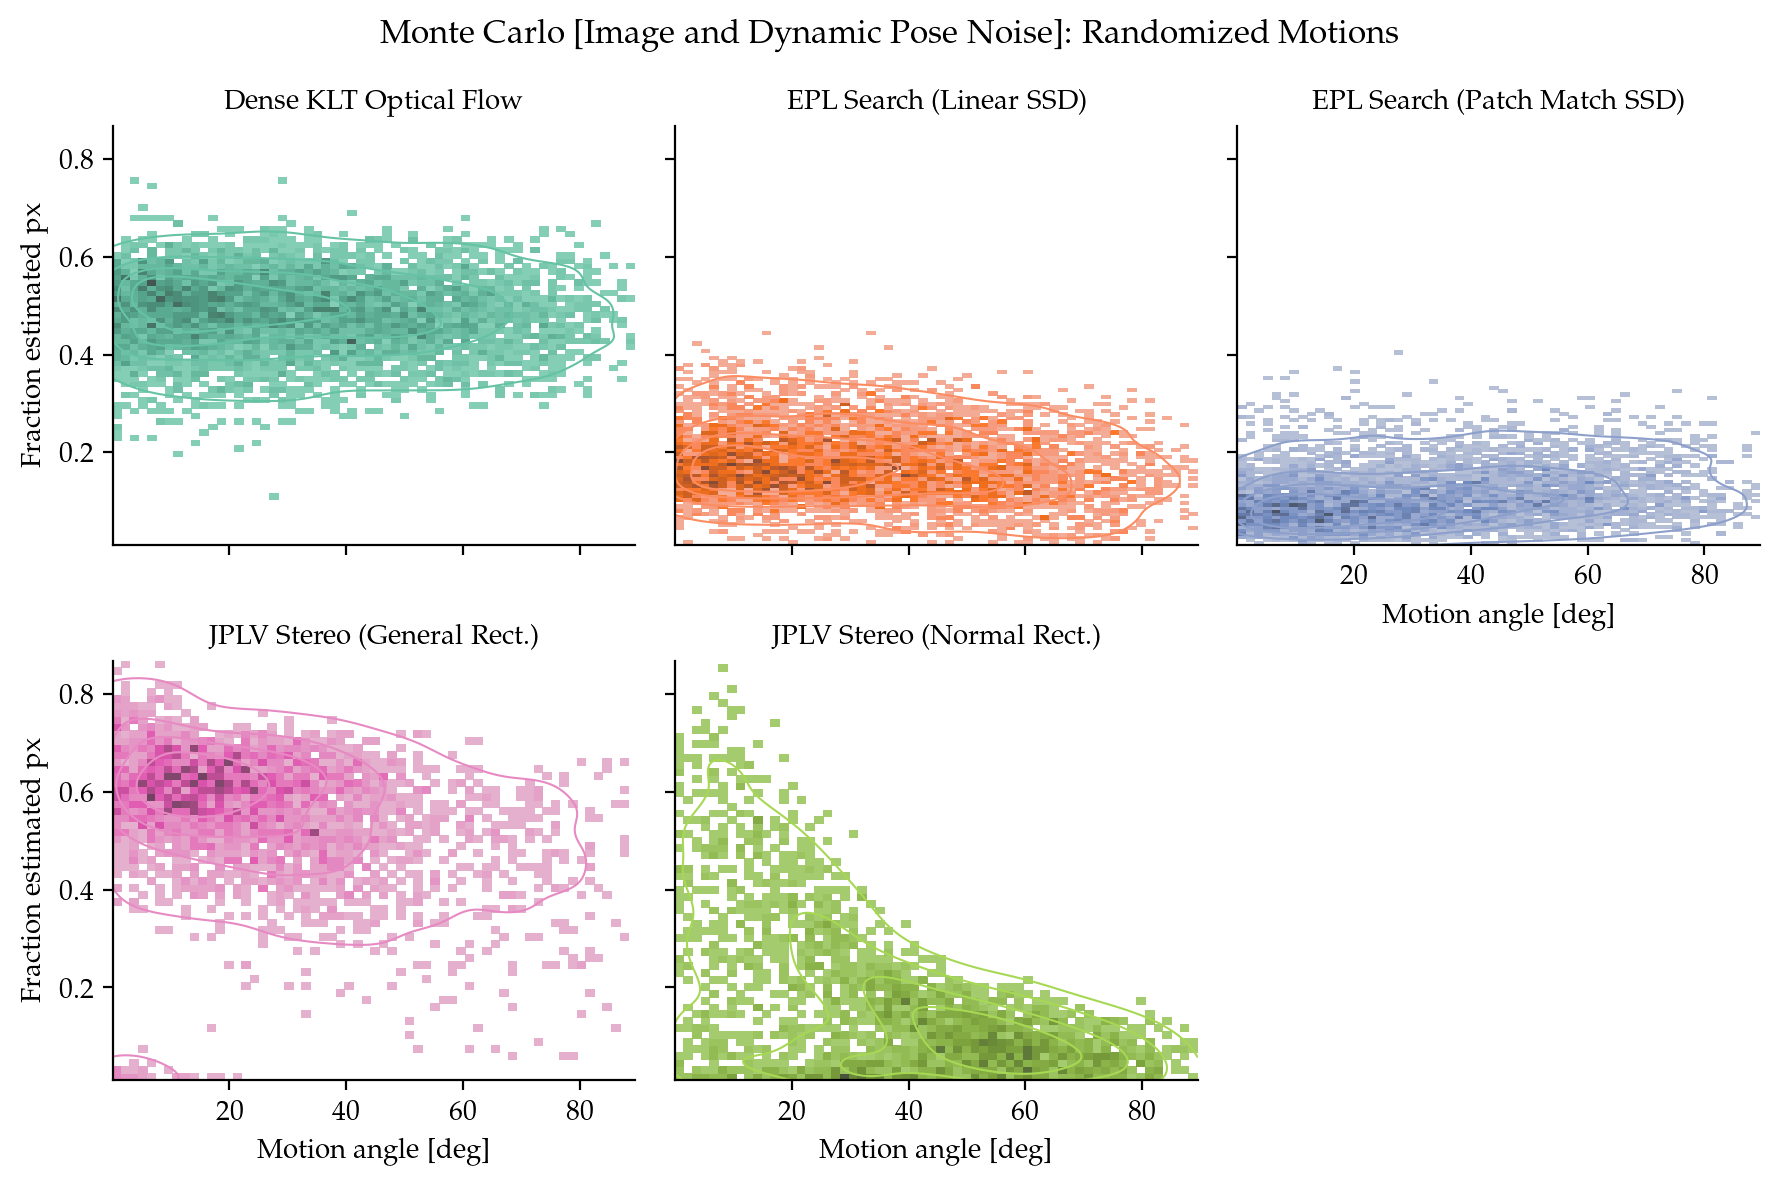 Monte Carlo [Image and Dynamic Pose Noise]: Randomized Motions
Dense KLT Optical Flow
EPL Search (Linear SSD)
EPL Search (Patch Match SSD)
Fraction estimated px
0.8
0.6
0.4
0.2
20 40 60 80
Motion angle [deg]
JPLV Stereo (General Rect.)
JPLV Stereo (Normal Rect.)
Fraction estimated px
0.8
0.6
0.4
0.2
20 40 60 80
Motion angle [deg]
20 40 60 80
Motion angle [deg]